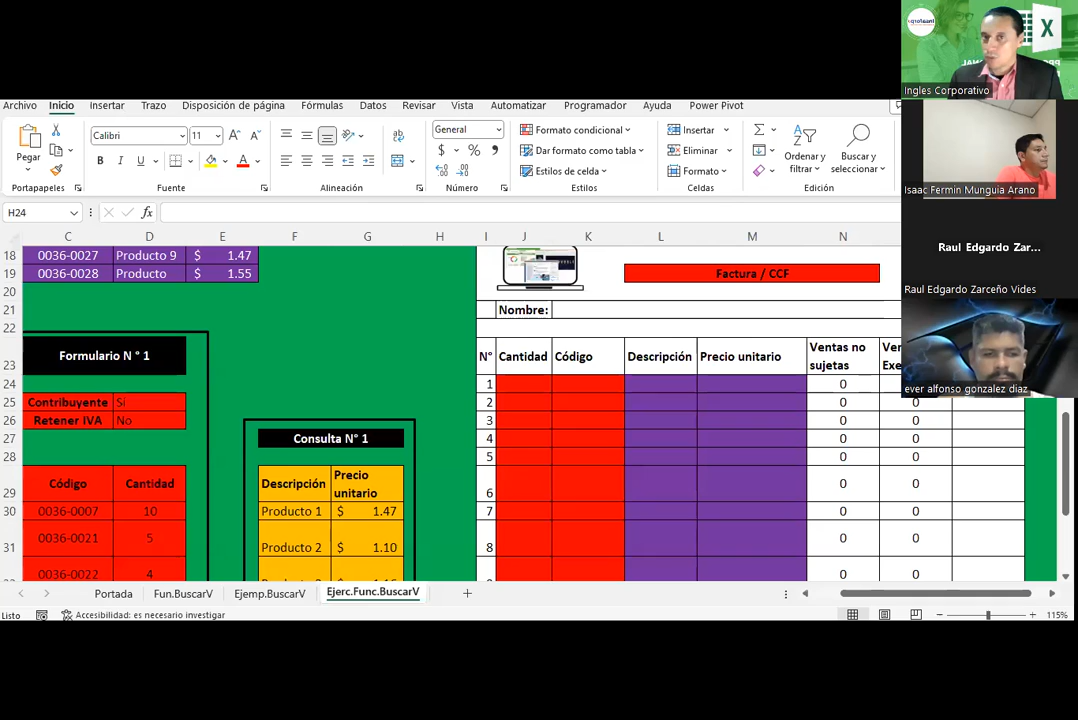 Ingles Corporativo
Isaac Fermin Munguia Arano
Raul Edgardo Zar...
Raul Edgardo Zarceño Vides
ever alfonso gonzalez diaz
Archivo Inicio Insertar Trazo Disposición de página Fórmulas Datos Revisar Vista Automatizar Programador Ayuda Power Pivot
Pegar
Calibri 11
General
Formato condicional
Dar formato como tabla
Estilos de celda
Insertar
Eliminar
Formato
Ordenar y filtrar
Buscar y seleccionar
Portapapeles Fuente Alineación Número Estilos Celdas Edición
H24 fx
C D E F G H I J K L M N
18 0036-0027 Producto 9 $ 1.47
19 0036-0028 Producto $ 1.55 Factura / CCF
20
21 Nombre:
22
23 Formulario N ° 1 N° Cantidad Código Descripción Precio unitario Ventas no sujetas Ven Exe
24 1 0
25 Contribuyente Sí 2 0 0
26 Retener IVA No 3 0 0
27 Consulta N° 1 4 0 0
28 5 0 0
29 Código Cantidad Descripción Precio unitario 6 0 0
30 0036-0007 10 Producto 1 $ 1.47 7 0 0
31 0036-0021 5 Producto 2 $ 1.10 8 0 0
0036-0022 4 0 0
Portada Fun.BuscarV Ejemp.BuscarV Ejerc.Func.BuscarV
Listo Accesibilidad: es necesario investigar 115%